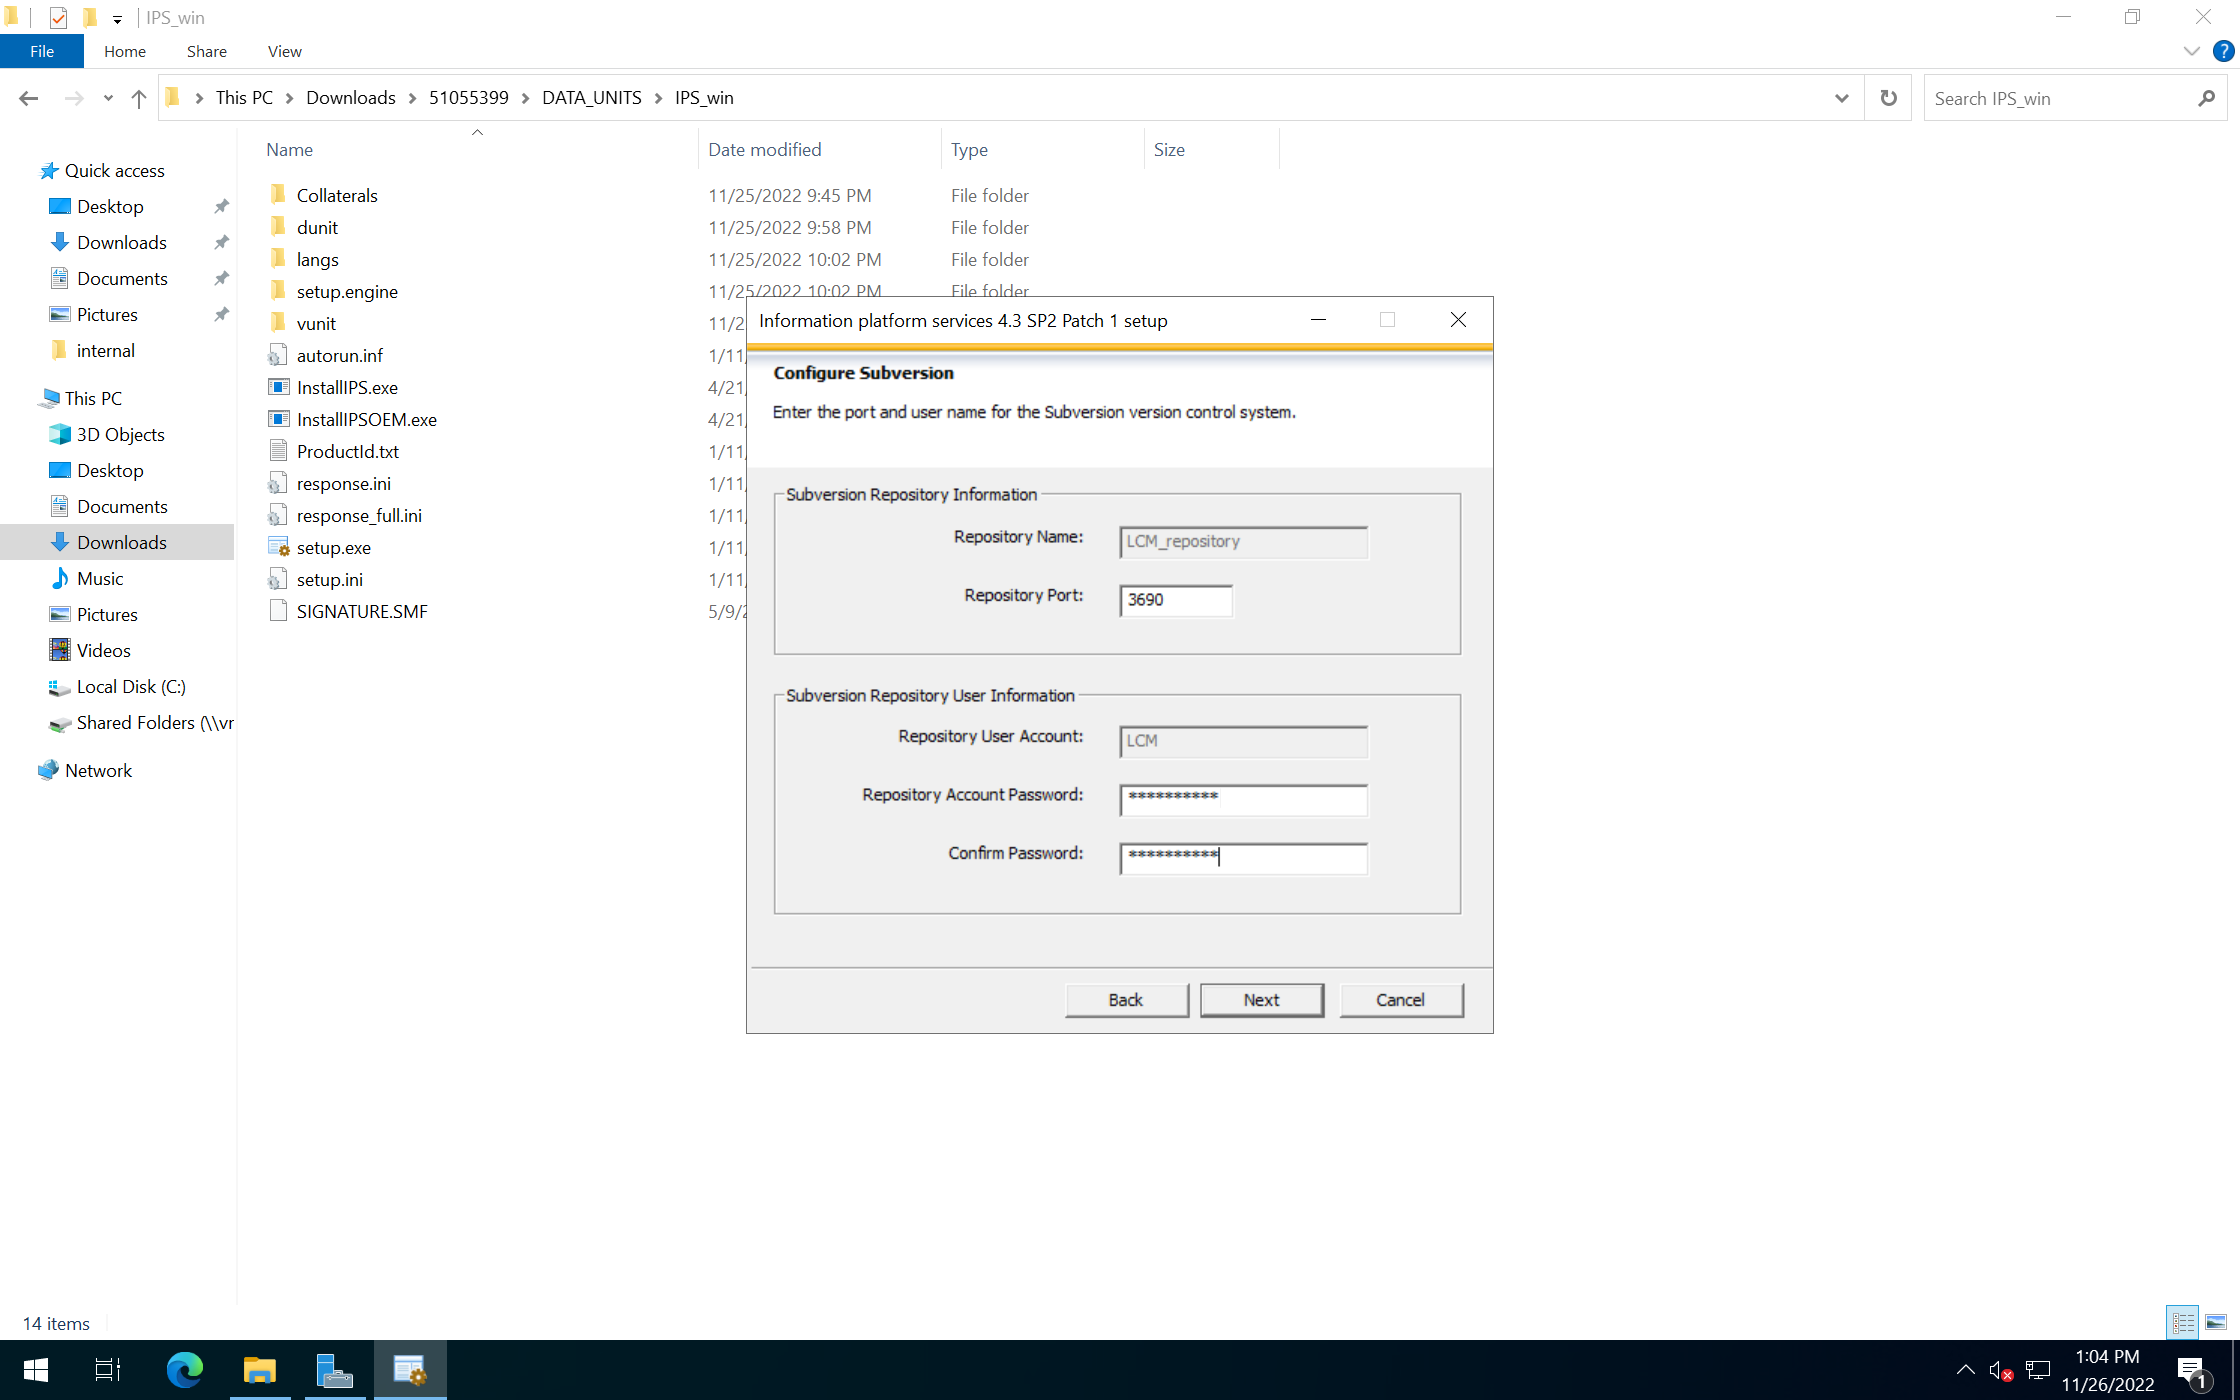 IPS_win
File
Home
Share
View
This PC
Downloads
51055399
DATA_UNITS
IPS_win
Search IPS_win
Name
Date modified
Type
Size
Quick access
Desktop
Downloads
Documents
Pictures
internal
This PC
3D Objects
Desktop
Documents
Downloads
Music
Pictures
Videos
Local Disk (C:)
Shared Folders (\\vr
Network
Collaterals 11/25/2022 9:45 PM File folder
dunit 11/25/2022 9:58 PM File folder
langs 11/25/2022 10:02 PM File folder
setup.engine 11/25/2022 10:02 PM File folder
vunit 11/2
autorun.inf 1/11/
InstallIPS.exe 4/21/
InstallIPSOEM.exe 4/21/
ProductId.txt 1/11/
response.ini 1/11/
response_full.ini 1/11/
setup.exe 1/11/
setup.ini 1/11/
SIGNATURE.SMF 5/9/2
Information platform services 4.3 SP2 Patch 1 setup
Configure Subversion
Enter the port and user name for the Subversion version control system.
Subversion Repository Information
Repository Name: LCM_repository
Repository Port: 3690
Subversion Repository User Information
Repository User Account: LCM
Repository Account Password: **********
Confirm Password: **********
Back
Next
Cancel
14 items
1:04 PM
11/26/2022
1